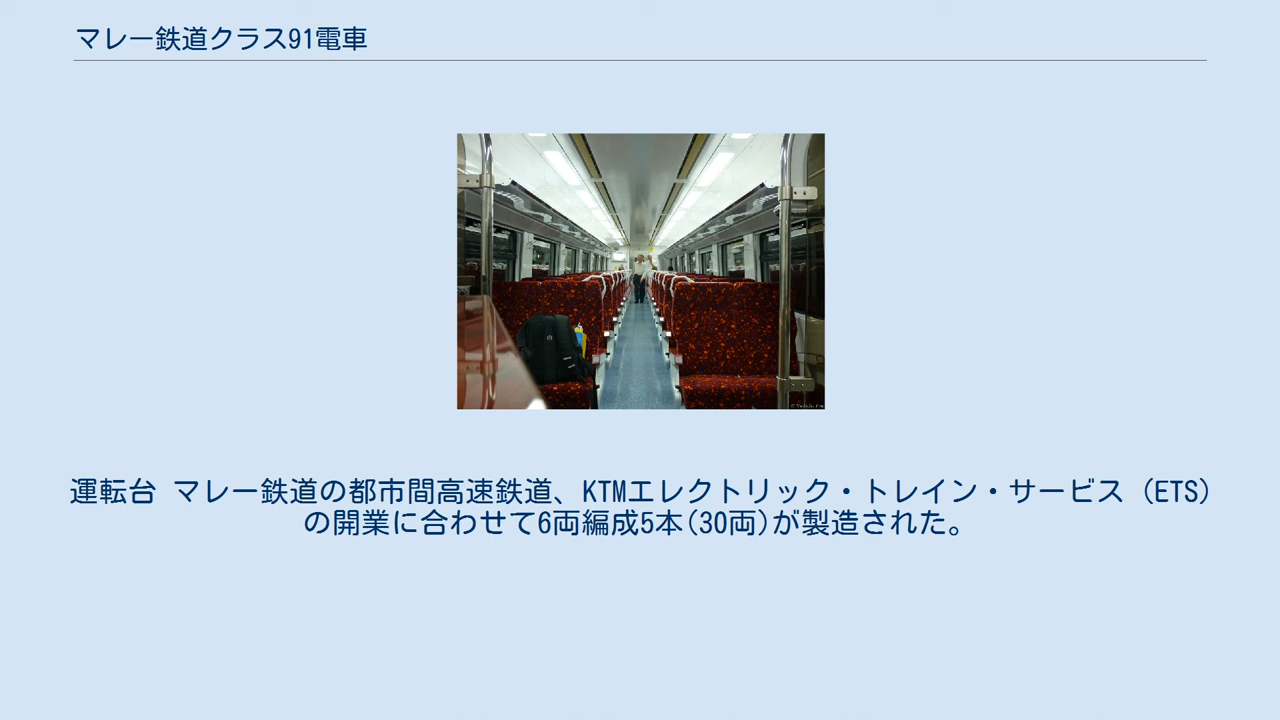 マレー鉄道クラス91電車
運転台 マレー鉄道の都市間高速鉄道、KTMエレクトリック・トレイン・サービス (ETS)
の開業に合わせて6両編成5本(30両)が製造された。